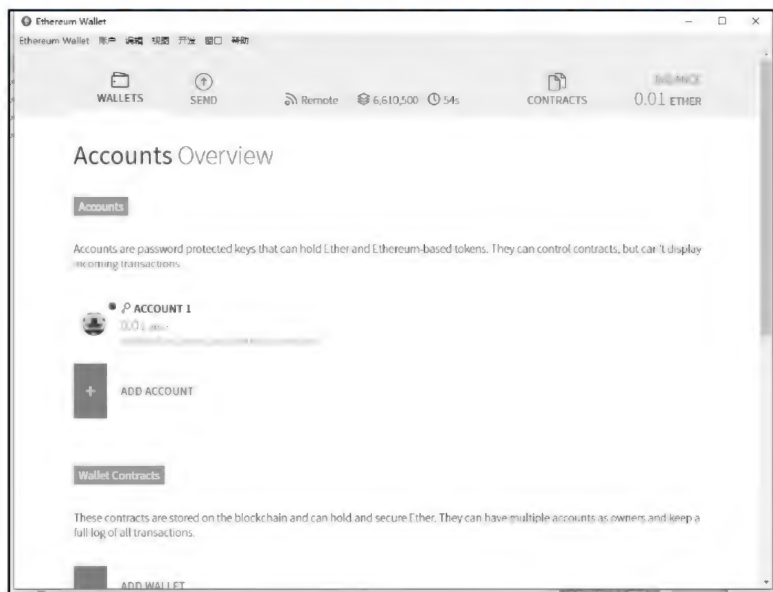 Ethereum Wallet
Ethereum Wallet 账户 编辑 视图 开发 窗口 帮助
WALLETS
SEND
Remote 6,610,500 54s
CONTRACTS
BALANCE
0.01 ETHER
Accounts Overview
Accounts
Accounts are password protected keys that can hold Ether and Ethereum-based tokens. They can control contracts, but can't display
incoming transactions.
ACCOUNT 1
0.01
ADD ACCOUNT
Wallet Contracts
These contracts are stored on the blockchain and can hold and secure Ether. They can have multiple accounts as owners and keep a
full log of all transactions.
ADD WALLET